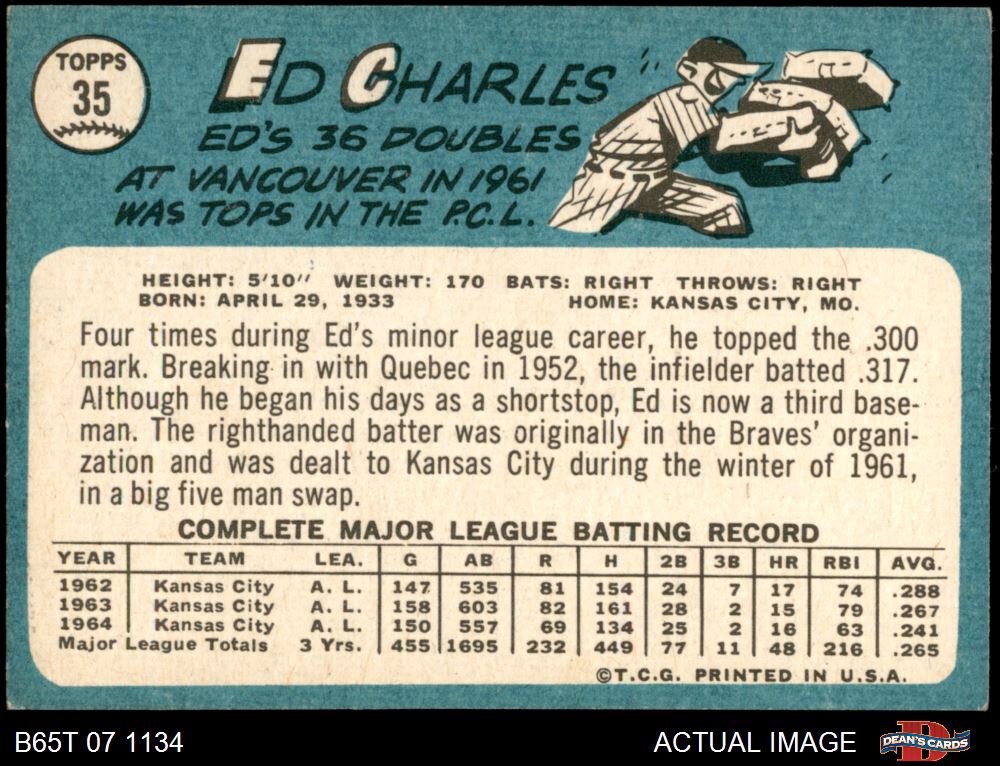 TOPPS
35
ED CHARLES
ED'S 36 DOUBLES
AT VANCOUVER IN 1961
WAS TOPS IN THE P.C.L.
HEIGHT: 5'10" WEIGHT: 170 BATS: RIGHT THROWS: RIGHT
BORN: APRIL 29, 1933 HOME: KANSAS CITY, MO.
Four times during Ed's minor league career, he topped the .300
mark. Breaking in with Quebec in 1952, the infielder batted .317.
Although he began his days as a shortstop, Ed is now a third base-
man. The righthanded batter was originally in the Braves' organi-
zation and was dealt to Kansas City during the winter of 1961,
in a big five man swap.
COMPLETE MAJOR LEAGUE BATTING RECORD
YEAR TEAM LEA. G AB R H 2B 3B HR RBI AVG.
1962 Kansas City A. L. 147 535 81 154 24 7 17 74 .288
1963 Kansas City A. L. 158 603 82 161 28 2 15 79 .267
1964 Kansas City A. L. 150 557 69 134 25 2 16 63 .241
Major League Totals 3 Yrs. 455 1695 232 449 77 11 48 216 .265
©T.C.G. PRINTED IN U.S.A.
B65T 07 1134 ACTUAL IMAGE D DEAN'S CARDS